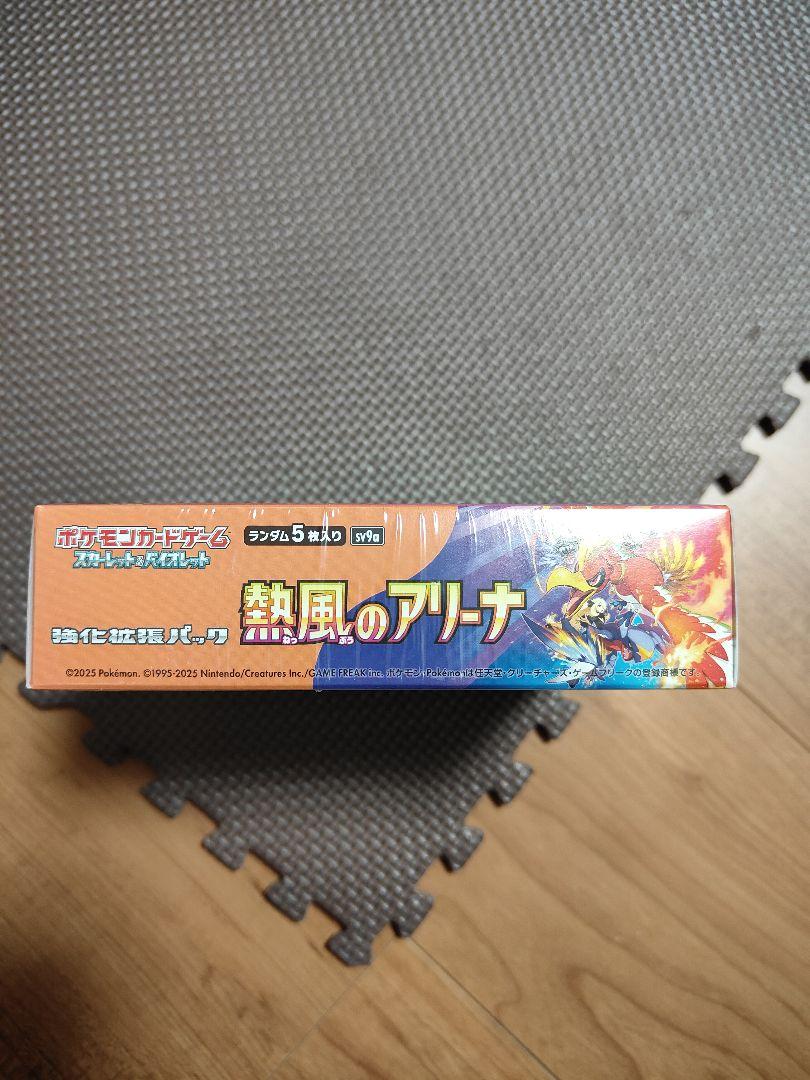 ポケモンカードゲーム
スカーレット&バイオレット
ランダム5枚入り
sv9a
強化拡張パック
熱風のアリーナ
ねっ ぷう
©2025 Pokémon. ©1995-2025 Nintendo/Creatures Inc./GAME FREAK inc. ポケモン・Pokémonは任天堂・クリーチャーズ・ゲームフリークの登録商標です。